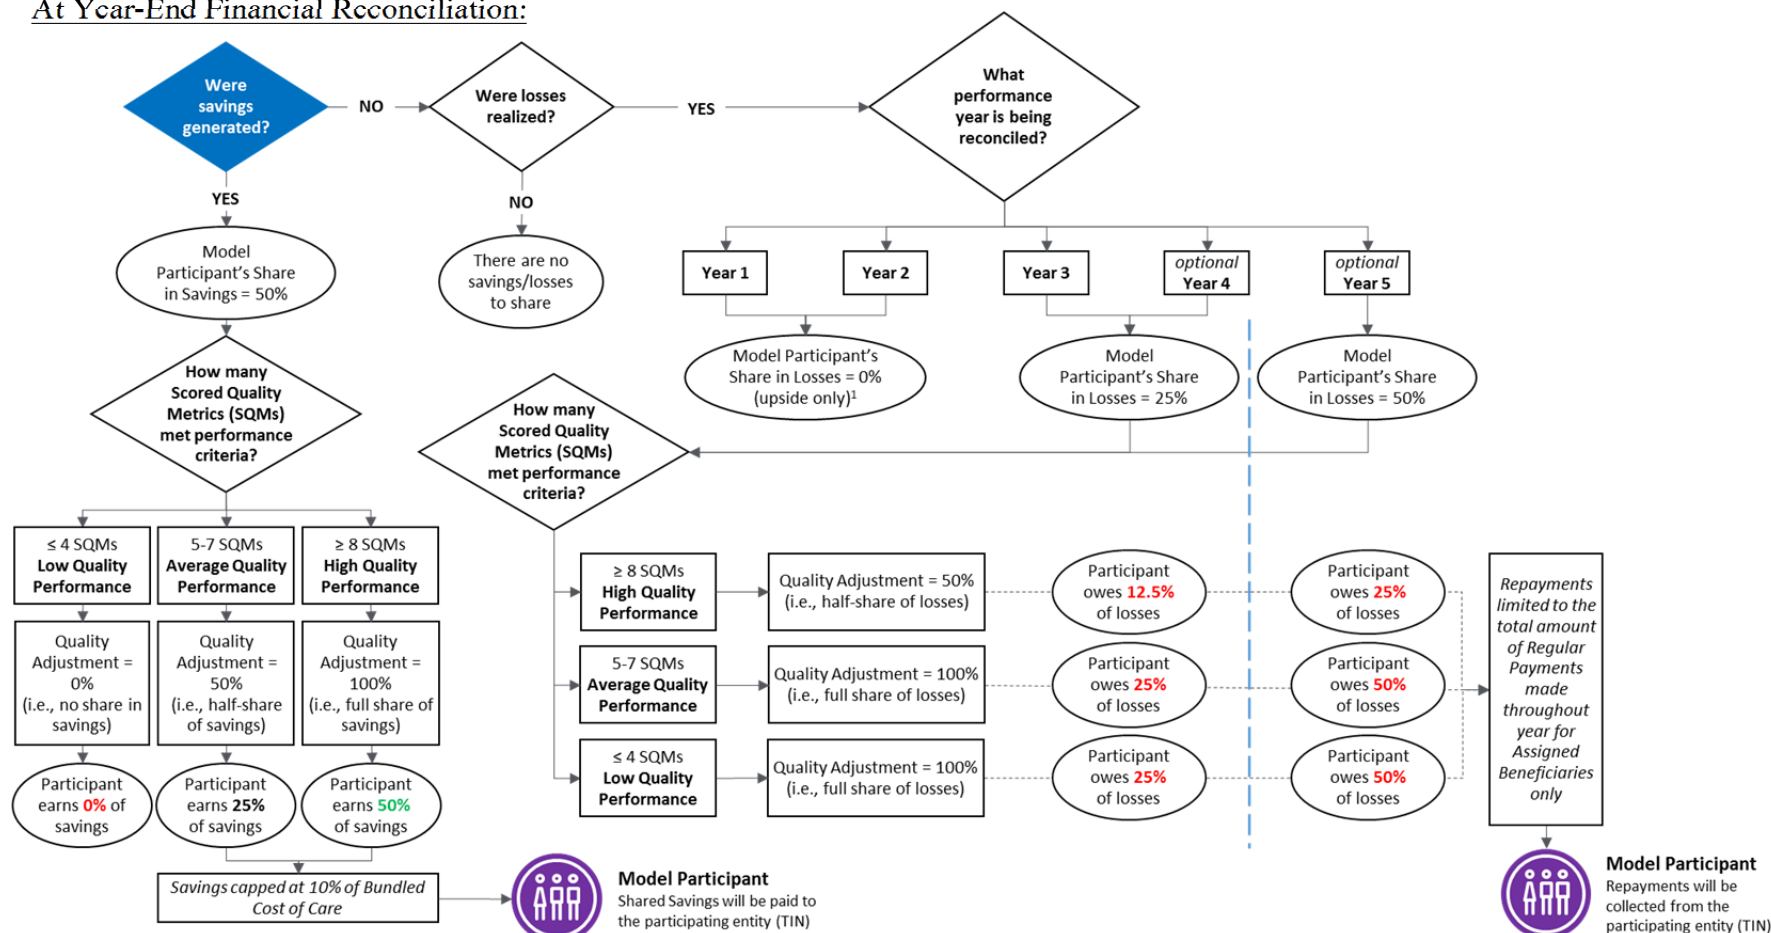 At Year-End Financial Reconciliation:
Were
savings
generated?
NO
Were losses
realized?
YES
What
performance
year is being
reconciled?
YES
NO
Model
Participant's Share
in Savings = 50%
There are no
savings/losses
to share
Year 1
Year 2
Year 3
optional
Year 4
optional
Year 5
Model Participant's
Share in Losses = 0%
(upside only)1
Model
Participant's Share
in Losses = 25%
Model
Participant's Share
in Losses = 50%
How many
Scored Quality
Metrics (SQMs)
met performance
criteria?
How many
Scored Quality
Metrics (SQMs)
met performance
criteria?
≤ 4 SQMs
Low Quality
Performance
5-7 SQMs
Average Quality
Performance
≥ 8 SQMs
High Quality
Performance
Quality
Adjustment =
0%
(i.e., no share in
savings)
Quality
Adjustment =
50%
(i.e., half-share
of savings)
Quality
Adjustment =
100%
(i.e., full share of
savings)
Participant
earns 0% of
savings
Participant
earns 25%
of savings
Participant
earns 50%
of savings
Savings capped at 10% of Bundled
Cost of Care
Model Participant
Shared Savings will be paid to
the participating entity (TIN)
≥ 8 SQMs
High Quality
Performance
Quality Adjustment = 50%
(i.e., half-share of losses)
Participant
owes 12.5%
of losses
Participant
owes 25%
of losses
5-7 SQMs
Average Quality
Performance
Quality Adjustment = 100%
(i.e., full share of losses)
Participant
owes 25%
of losses
Participant
owes 50%
of losses
≤ 4 SQMs
Low Quality
Performance
Quality Adjustment = 100%
(i.e., full share of losses)
Participant
owes 25%
of losses
Participant
owes 50%
of losses
Repayments
limited to the
total amount
of Regular
Payments
made
throughout
year for
Assigned
Beneficiaries
only
Model Participant
Repayments will be
collected from the
participating entity (TIN)